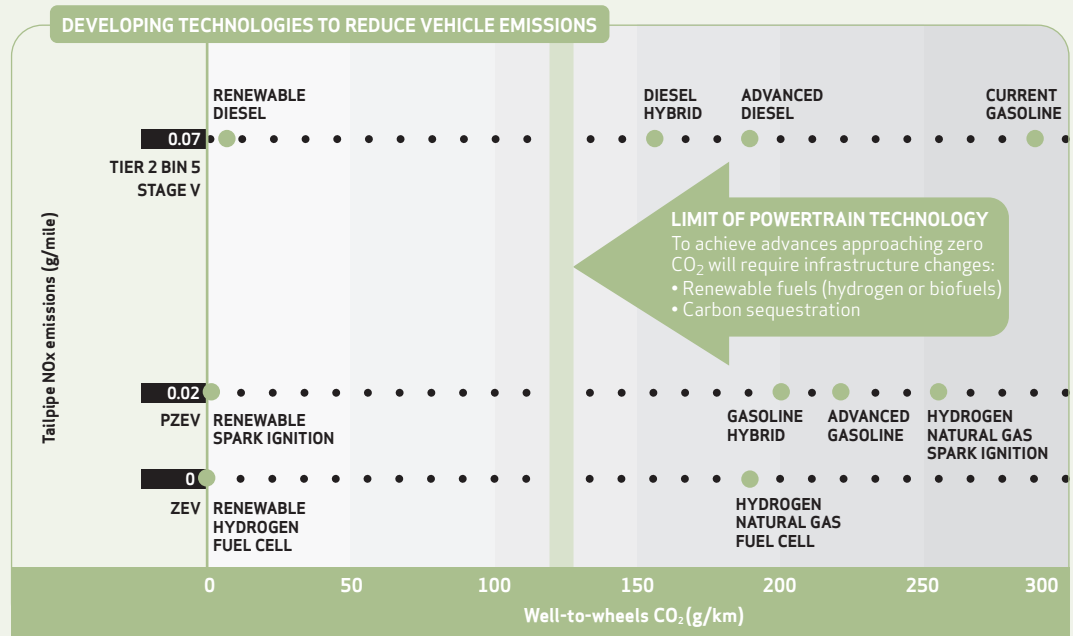 DEVELOPING TECHNOLOGIES TO REDUCE VEHICLE EMISSIONS
RENEWABLE
DIESEL
DIESEL
HYBRID
ADVANCED
DIESEL
CURRENT
GASOLINE
0.07
TIER 2 BIN 5
STAGE V
LIMIT OF POWERTRAIN TECHNOLOGY
To achieve advances approaching zero
CO₂ will require infrastructure changes:
• Renewable fuels (hydrogen or biofuels)
• Carbon sequestration
Tailpipe NOx emissions (g/mile)
0.02
PZEV
RENEWABLE
SPARK IGNITION
GASOLINE
HYBRID
ADVANCED
GASOLINE
HYDROGEN
NATURAL GAS
SPARK IGNITION
0
ZEV
RENEWABLE
HYDROGEN
FUEL CELL
HYDROGEN
NATURAL GAS
FUEL CELL
0 50 100 150 200 250 300
Well-to-wheels CO₂(g/km)